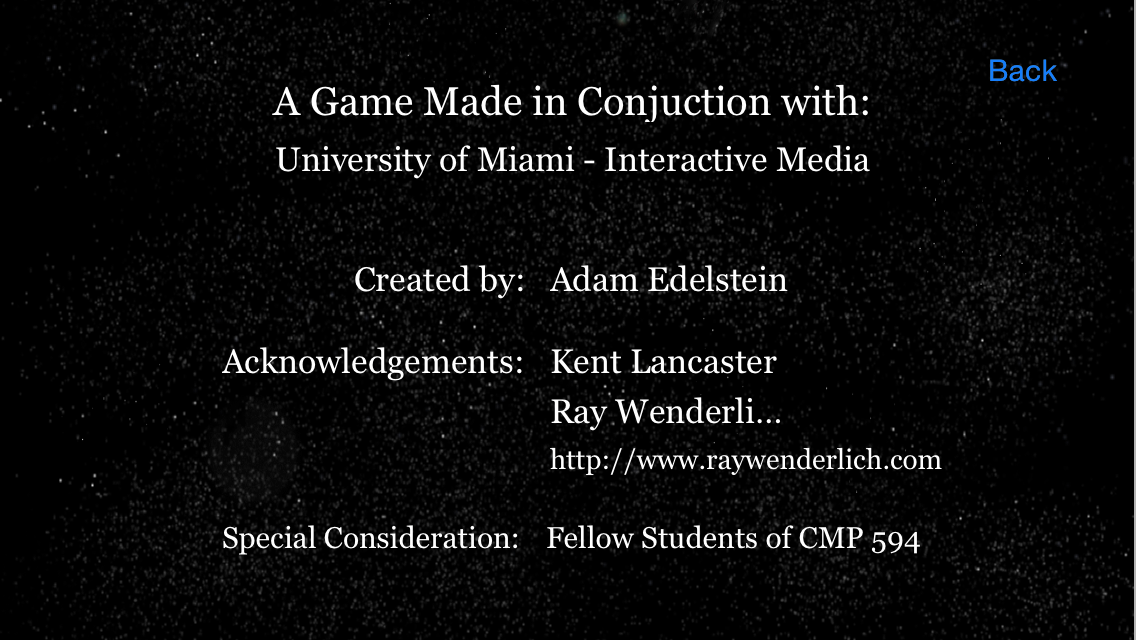 Back
A Game Made in Conjuction with:
University of Miami - Interactive Media
Created by: Adam Edelstein
Acknowledgements: Kent Lancaster
Ray Wenderli...
http://www.raywenderlich.com
Special Consideration: Fellow Students of CMP 594